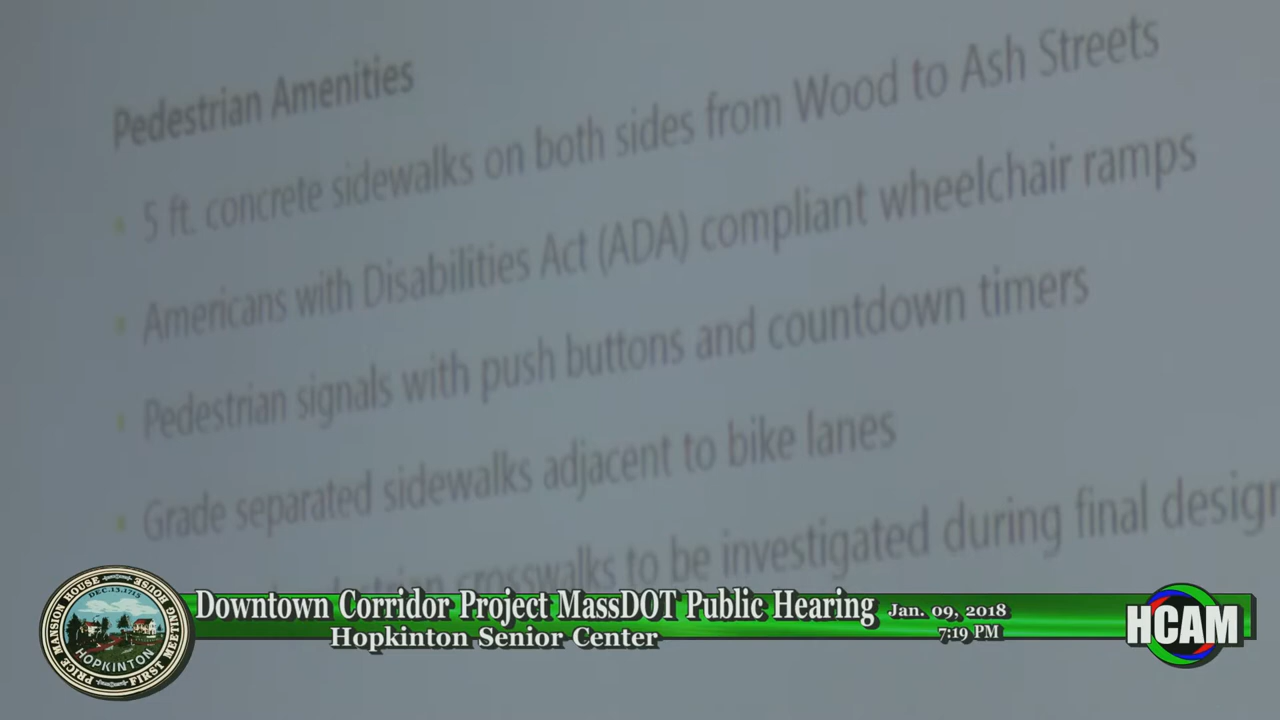 Pedestrian Amenities
5 ft. concrete sidewalks on both sides from Wood to Ash Streets
Americans with Disabilities Act (ADA) compliant wheelchair ramps
Pedestrian signals with push buttons and countdown timers
Grade separated sidewalks adjacent to bike lanes
crosswalks to be investigated during final design
Downtown Corridor Project MassDOT Public Hearing
Jan. 09, 2018
Hopkinton Senior Center
7:19 PM
PRICE MANSION HOUSE
FIRST MEETING HOUSE
DEC. 13, 1715
HOPKINTON
HCAM